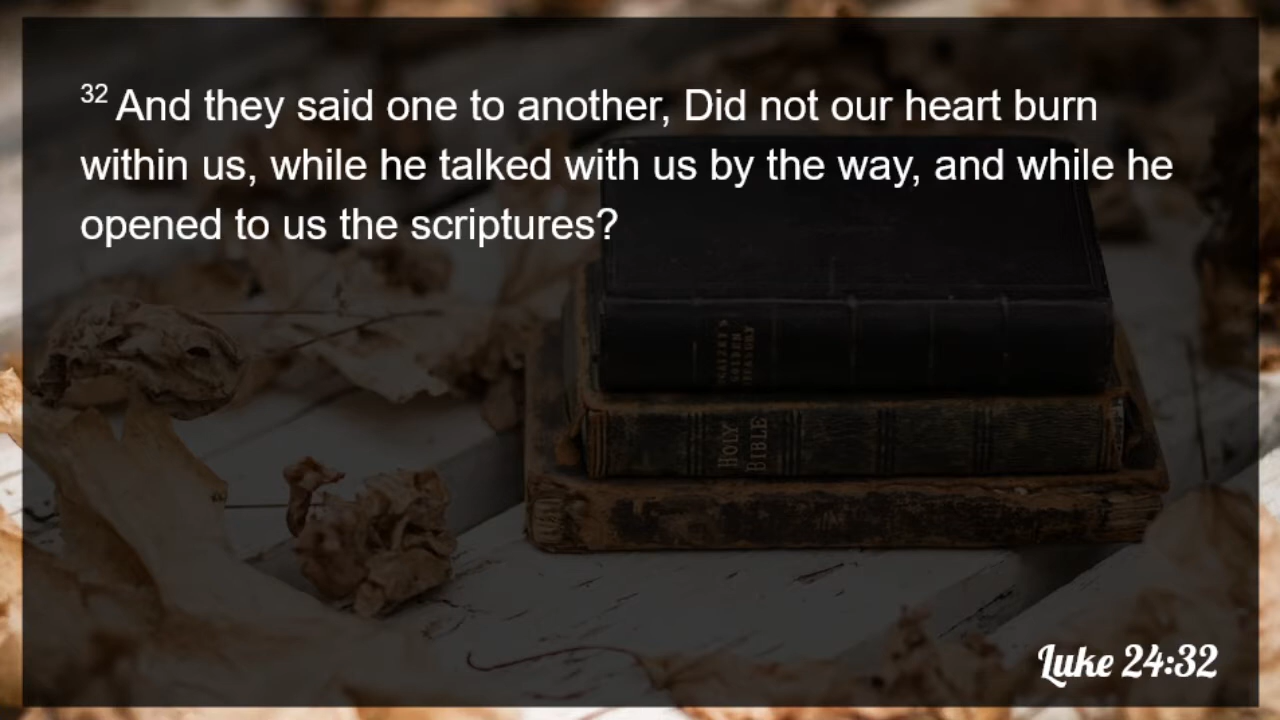 32 And they said one to another, Did not our heart burn
within us, while he talked with us by the way, and while he
opened to us the scriptures?
HOLY
BIBLE
Luke 24:32